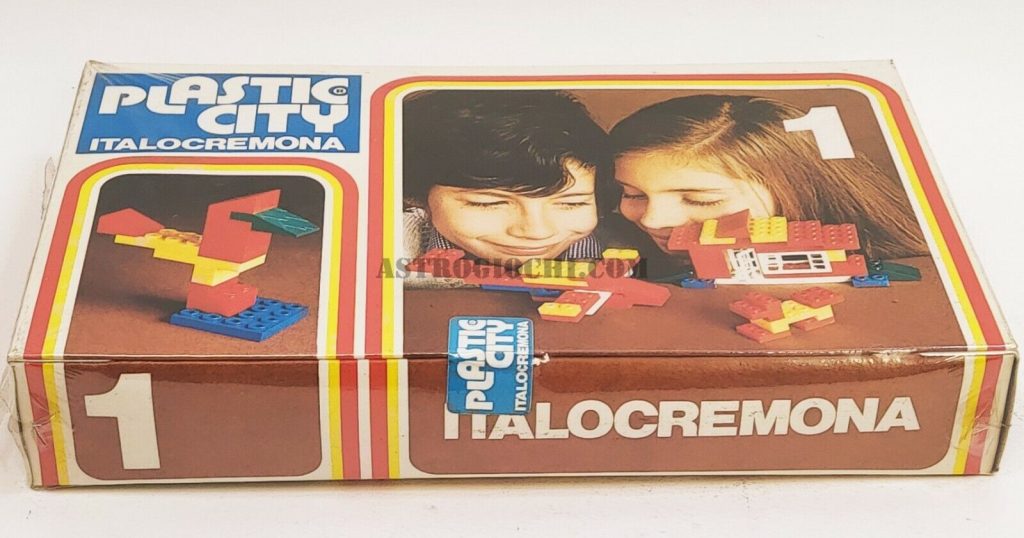 PLASTIC
CITY
ITALOCREMONA
1
ASTROGIOCHI.COM
PLASTIC
CITY
ITALOCREMONA
1
ITALOCREMONA